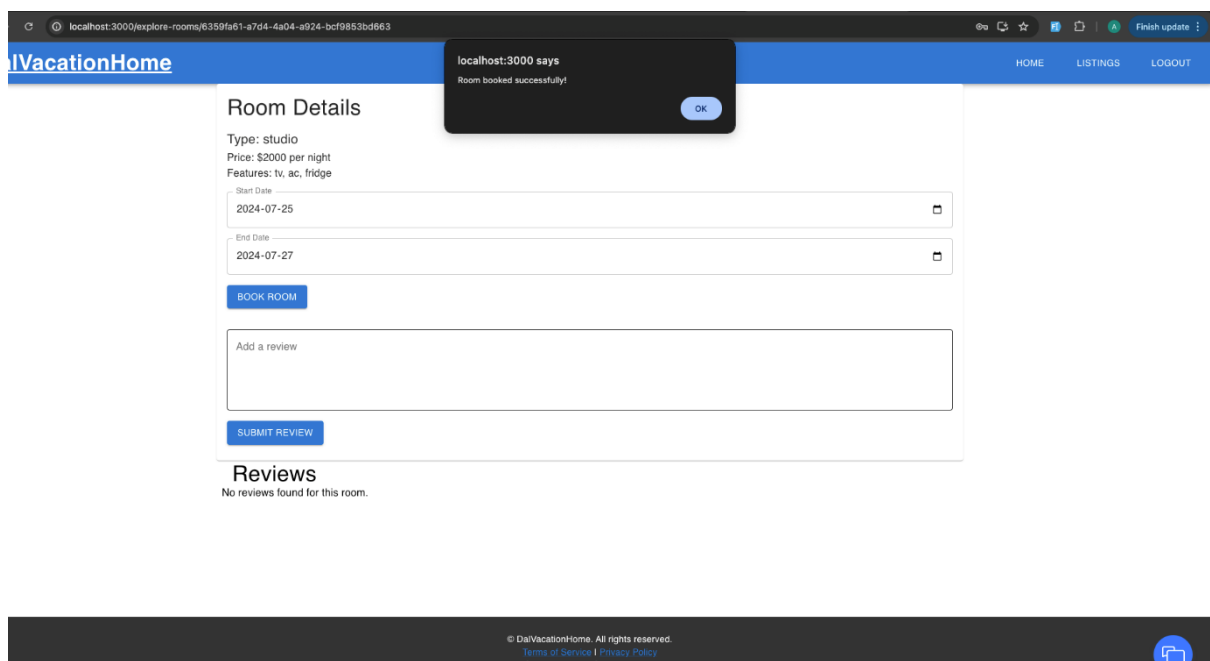 localhost:3000/explore-rooms/6359fa61-a7d4-4a04-a924-bcf9853bd663
A
Finish update
lVacationHome
HOME LISTINGS LOGOUT
localhost:3000 says
Room booked successfully!
OK
Room Details
Type: studio
Price: $2000 per night
Features: tv, ac, fridge
Start Date
2024-07-25
End Date
2024-07-27
BOOK ROOM
Add a review
SUBMIT REVIEW
Reviews
No reviews found for this room.
© DalVacationHome. All rights reserved.
Terms of Service | Privacy Policy